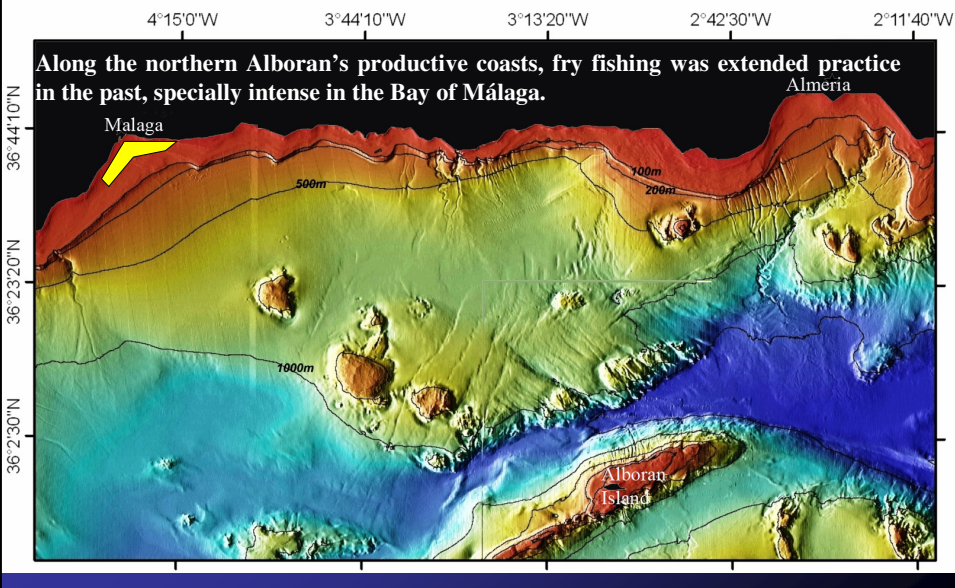 4°15'0"W 3°44'10"W 3°13'20"W 2°42'30"W 2°11'40"W
Along the northern Alboran's productive coasts, fry fishing was extended practice
in the past, specially intense in the Bay of Málaga.
Almeria
Malaga
36°44'10"N
100m
500m
200m
36°23'20"N
1000m
36°2'30"N
Alboran
Island